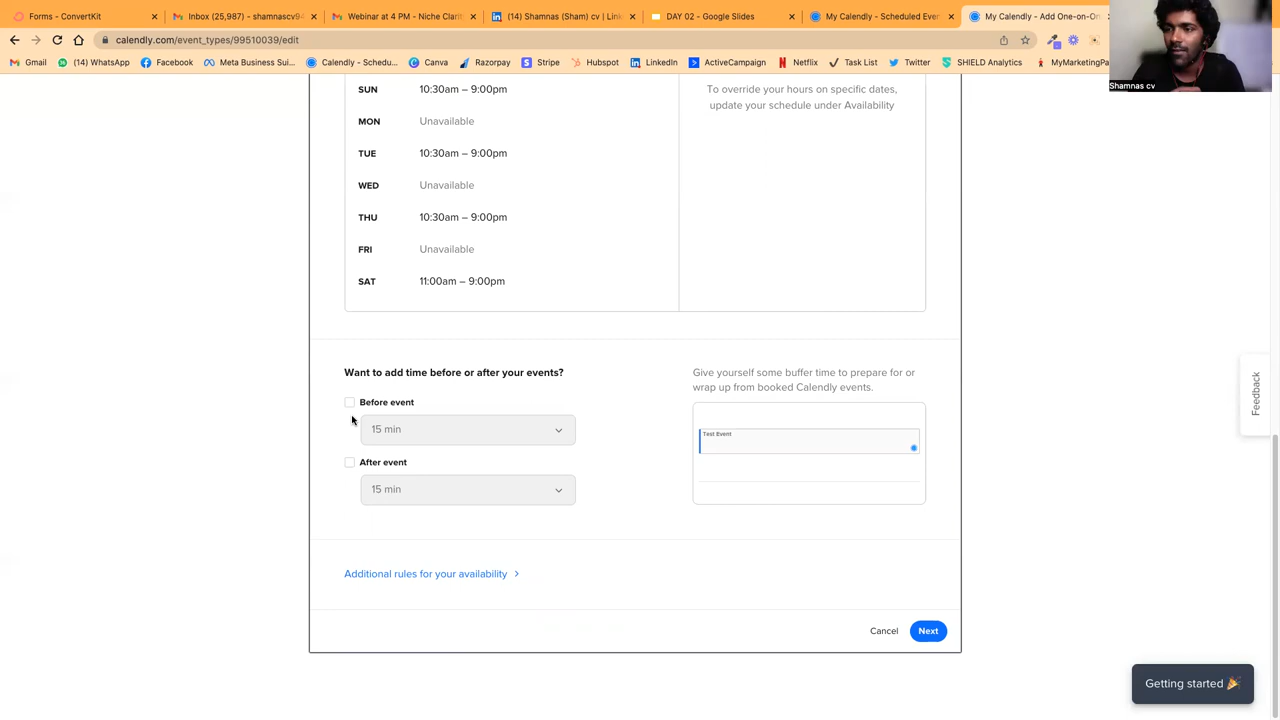 Forms - ConvertKit
Inbox (25,987) - shamnascv94
Webinar at 4 PM - Niche Clarit
(14) Shamnas (Sham) cv | Link
DAY 02 - Google Slides
My Calendly - Scheduled Even
My Calendly - Add One-on-On
calendly.com/event_types/99510039/edit
Gmail
(14) WhatsApp
Facebook
Meta Business Sui...
Calendly - Schedu...
Canva
Razorpay
Stripe
Hubspot
LinkedIn
ActiveCampaign
Netflix
Task List
Twitter
SHIELD Analytics
MyMarketingPa
Shamnas cv
SUN 10:30am – 9:00pm
MON Unavailable
TUE 10:30am – 9:00pm
WED Unavailable
THU 10:30am – 9:00pm
FRI Unavailable
SAT 11:00am – 9:00pm
To override your hours on specific dates,
update your schedule under Availability
Want to add time before or after your events?
Before event
15 min
After event
15 min
Give yourself some buffer time to prepare for or
wrap up from booked Calendly events.
Test Event
Additional rules for your availability
Cancel
Next
Feedback
Getting started 🎉